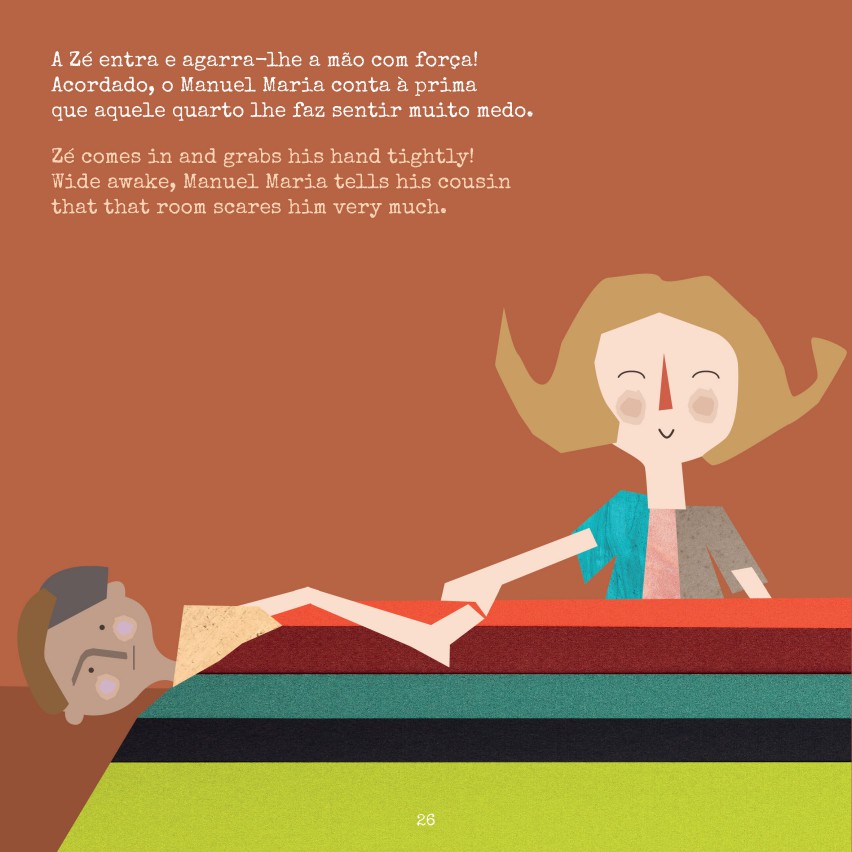 A Zé entra e agarra-lhe a mão com força!
Acordado, o Manuel Maria conta à prima
que aquele quarto lhe faz sentir muito medo.
Zé comes in and grabs his hand tightly!
Wide awake, Manuel Maria tells his cousin
that that room scares him very much.
26